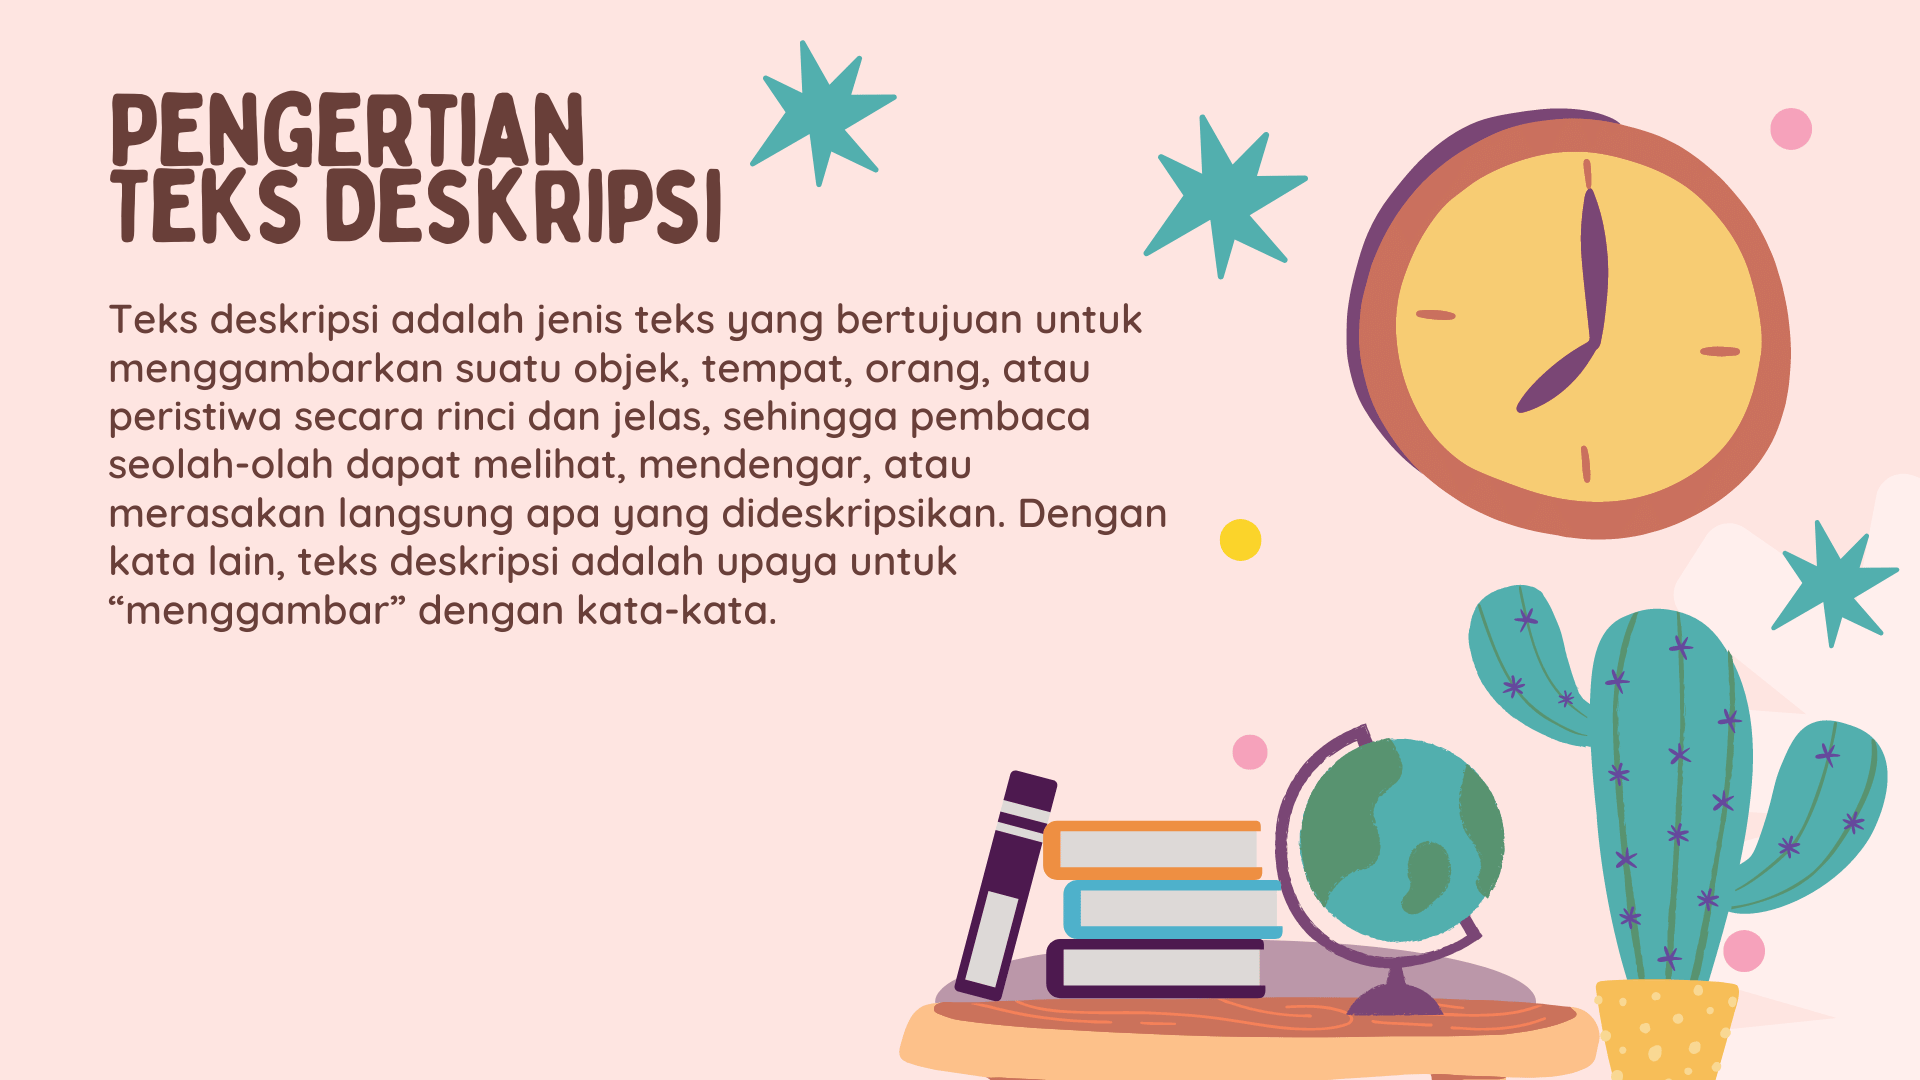 PENGERTIAN
TEKS DESKRIPSI
Teks deskripsi adalah jenis teks yang bertujuan untuk
menggambarkan suatu objek, tempat, orang, atau
peristiwa secara rinci dan jelas, sehingga pembaca
seolah-olah dapat melihat, mendengar, atau
merasakan langsung apa yang dideskripsikan. Dengan
kata lain, teks deskripsi adalah upaya untuk
“menggambar” dengan kata-kata.